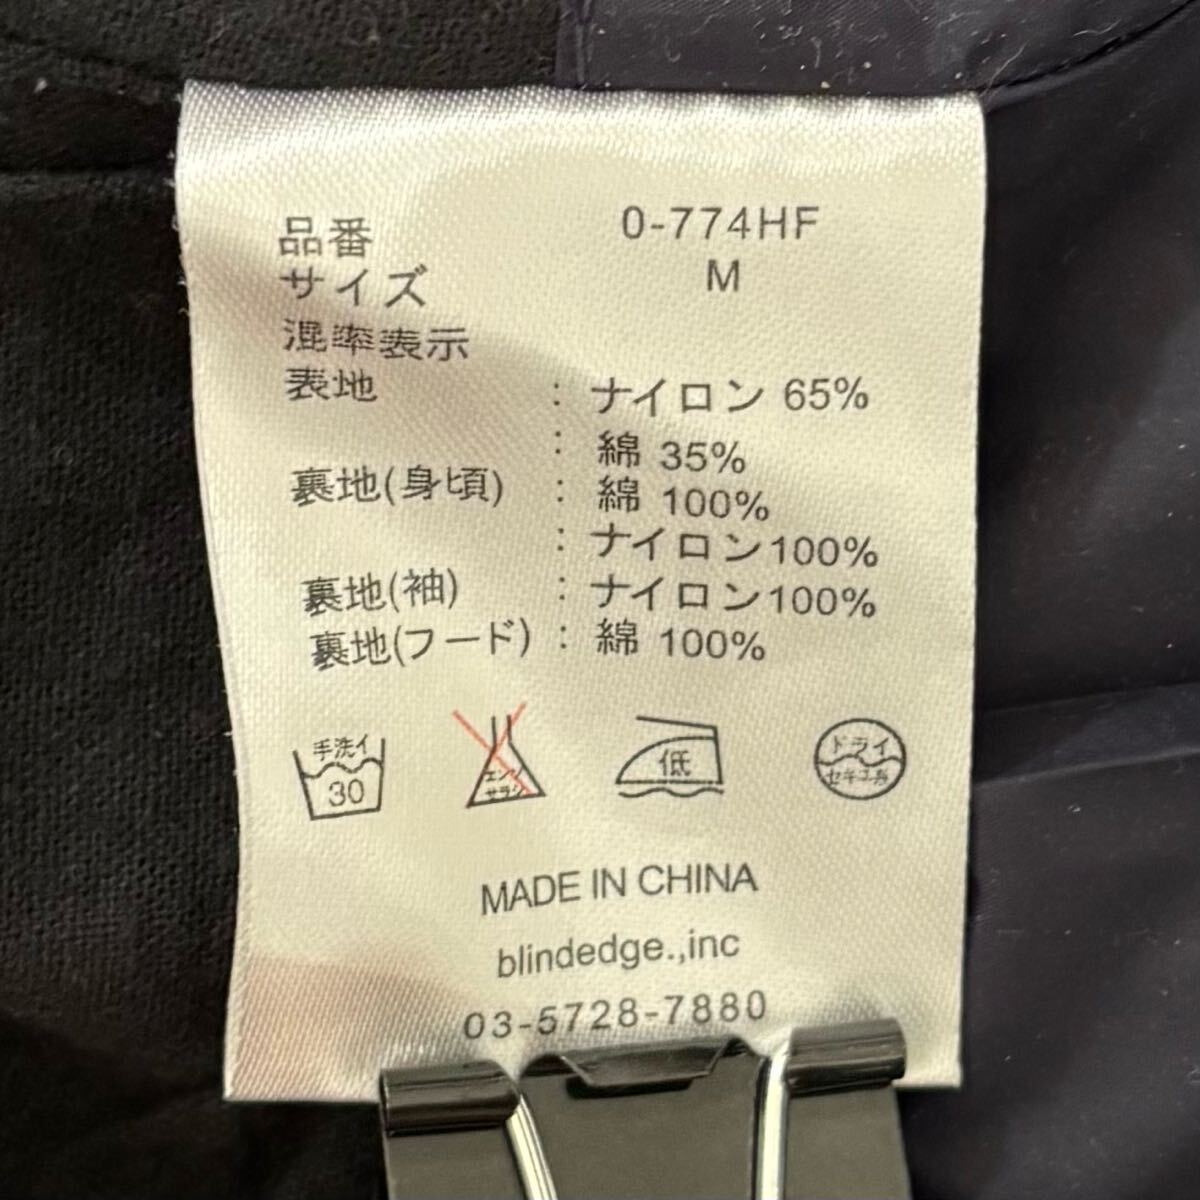 品番 0-774HF
サイズ M
混率表示
表地 : ナイロン 65%
: 綿 35%
裏地(身頃) : 綿 100%
: ナイロン100%
裏地(袖) : ナイロン100%
裏地(フード) : 綿 100%
手洗イ
30
エンソ
サラシ
低
ドライ
セキユ系
MADE IN CHINA
blindedge.,inc
03-5728-7880